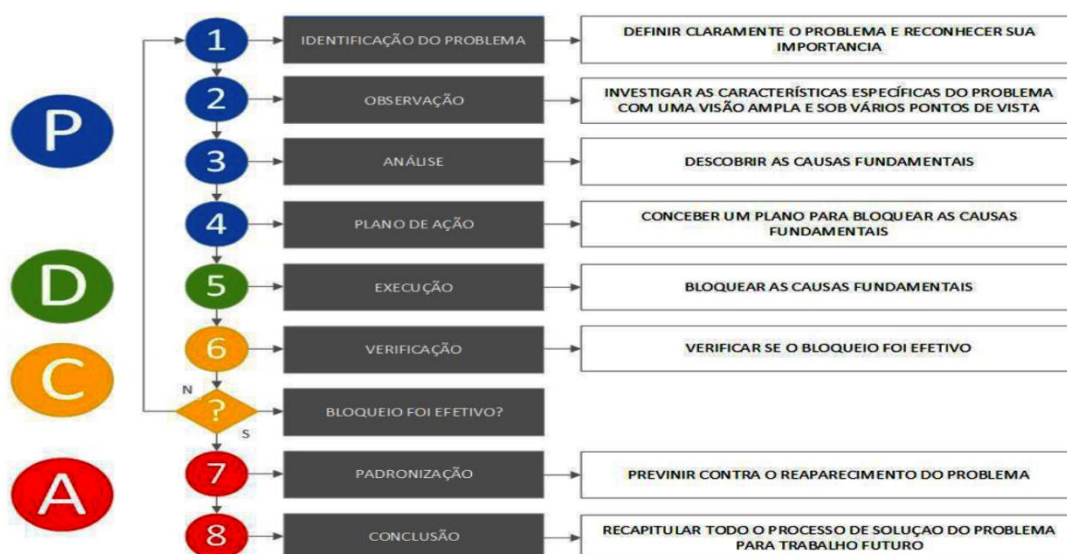 P
D
C
A
1
IDENTIFICAÇÃO DO PROBLEMA
DEFINIR CLARAMENTE O PROBLEMA E RECONHECER SUA
IMPORTANCIA
2
OBSERVAÇÃO
INVESTIGAR AS CARACTERÍSTICAS ESPECÍFICAS DO PROBLEMA
COM UMA VISÃO AMPLA E SOB VÁRIOS PONTOS DE VISTA
3
ANÁLISE
DESCOBRIR AS CAUSAS FUNDAMENTAIS
4
PLANO DE AÇÃO
CONCEBER UM PLANO PARA BLOQUEAR AS CAUSAS
FUNDAMENTAIS
5
EXECUÇÃO
BLOQUEAR AS CAUSAS FUNDAMENTAIS
6
VERIFICAÇÃO
VERIFICAR SE O BLOQUEIO FOI EFETIVO
N
?
S
BLOQUEIO FOI EFETIVO?
7
PADRONIZAÇÃO
PREVINIR CONTRA O REAPARECIMENTO DO PROBLEMA
8
CONCLUSÃO
RECAPITULAR TODO O PROCESSO DE SOLUÇAO DO PROBLEMA
PARA TRABALHO FUTURO